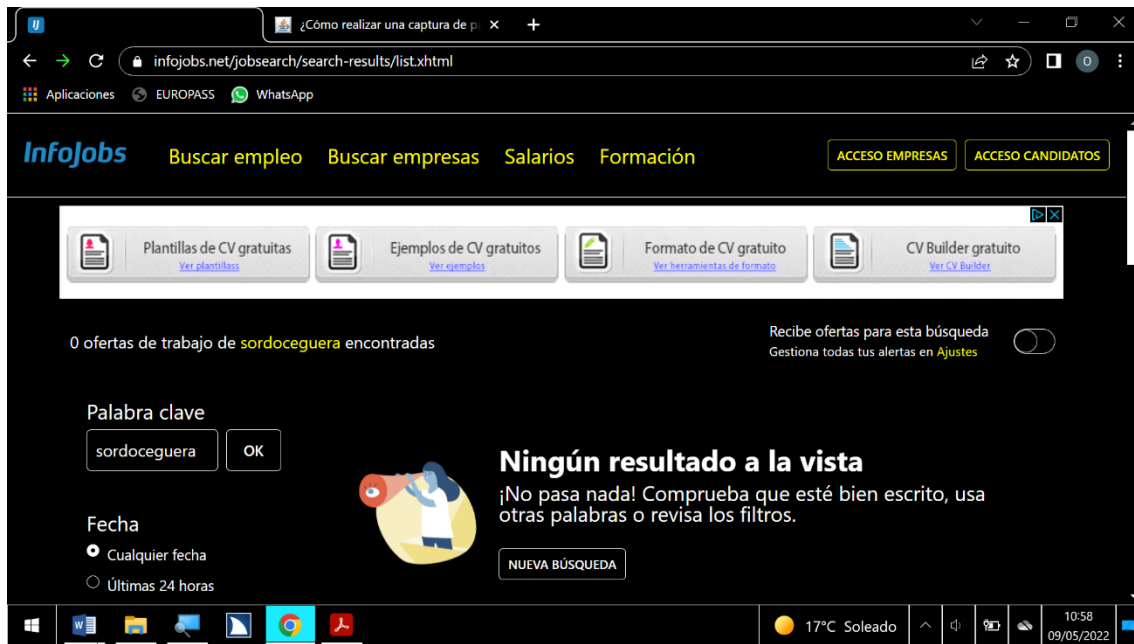 ¿Cómo realizar una captura de p
infojobs.net/jobsearch/search-results/list.xhtml
O
Aplicaciones EUROPASS WhatsApp
InfoJobs Buscar empleo Buscar empresas Salarios Formación ACCESO EMPRESAS ACCESO CANDIDATOS
Plantillas de CV gratuitas Ejemplos de CV gratuitos Formato de CV gratuito CV Builder gratuito
Ver plantillass Ver ejemplos Ver herramientas de formato Ver CV Builder
0 ofertas de trabajo de sordoceguera encontradas
Recibe ofertas para esta búsqueda
Gestiona todas tus alertas en Ajustes
Palabra clave
sordoceguera OK
Fecha
Cualquier fecha
Últimas 24 horas
Ningún resultado a la vista
¡No pasa nada! Comprueba que esté bien escrito, usa
otras palabras o revisa los filtros.
NUEVA BÚSQUEDA
17°C Soleado
10:58
09/05/2022